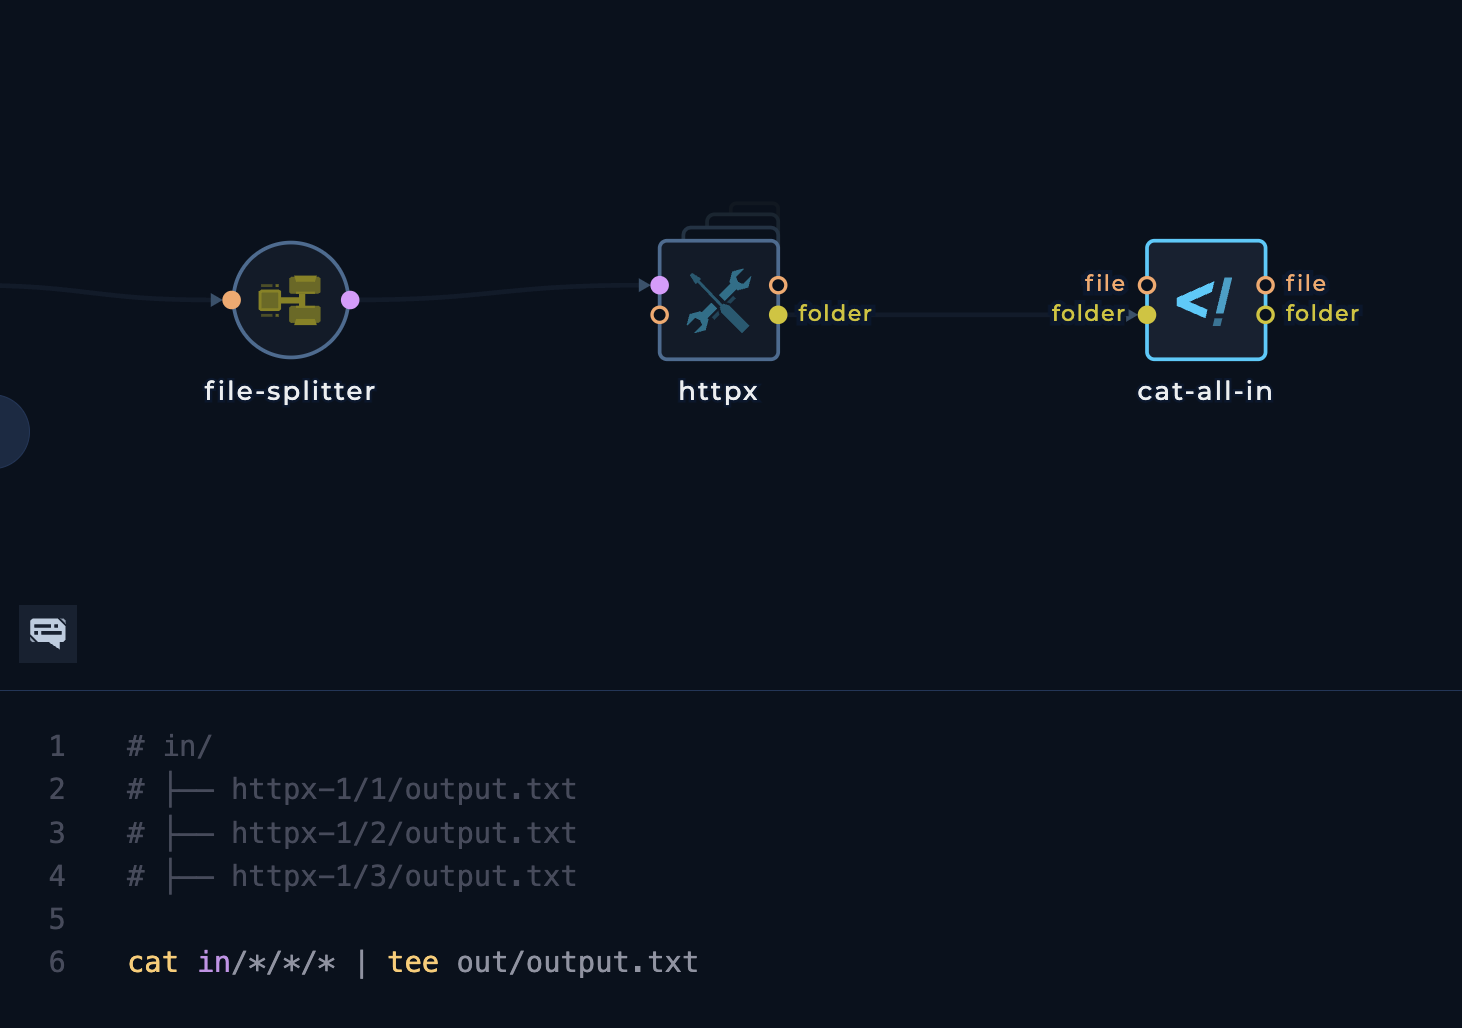 file-splitter
httpx
folder
file
folder
file
folder
cat-all-in
1 # in/
2 # ├── httpx-1/1/output.txt
3 # ├── httpx-1/2/output.txt
4 # ├── httpx-1/3/output.txt
5
6 cat in/*/*/* | tee out/output.txt